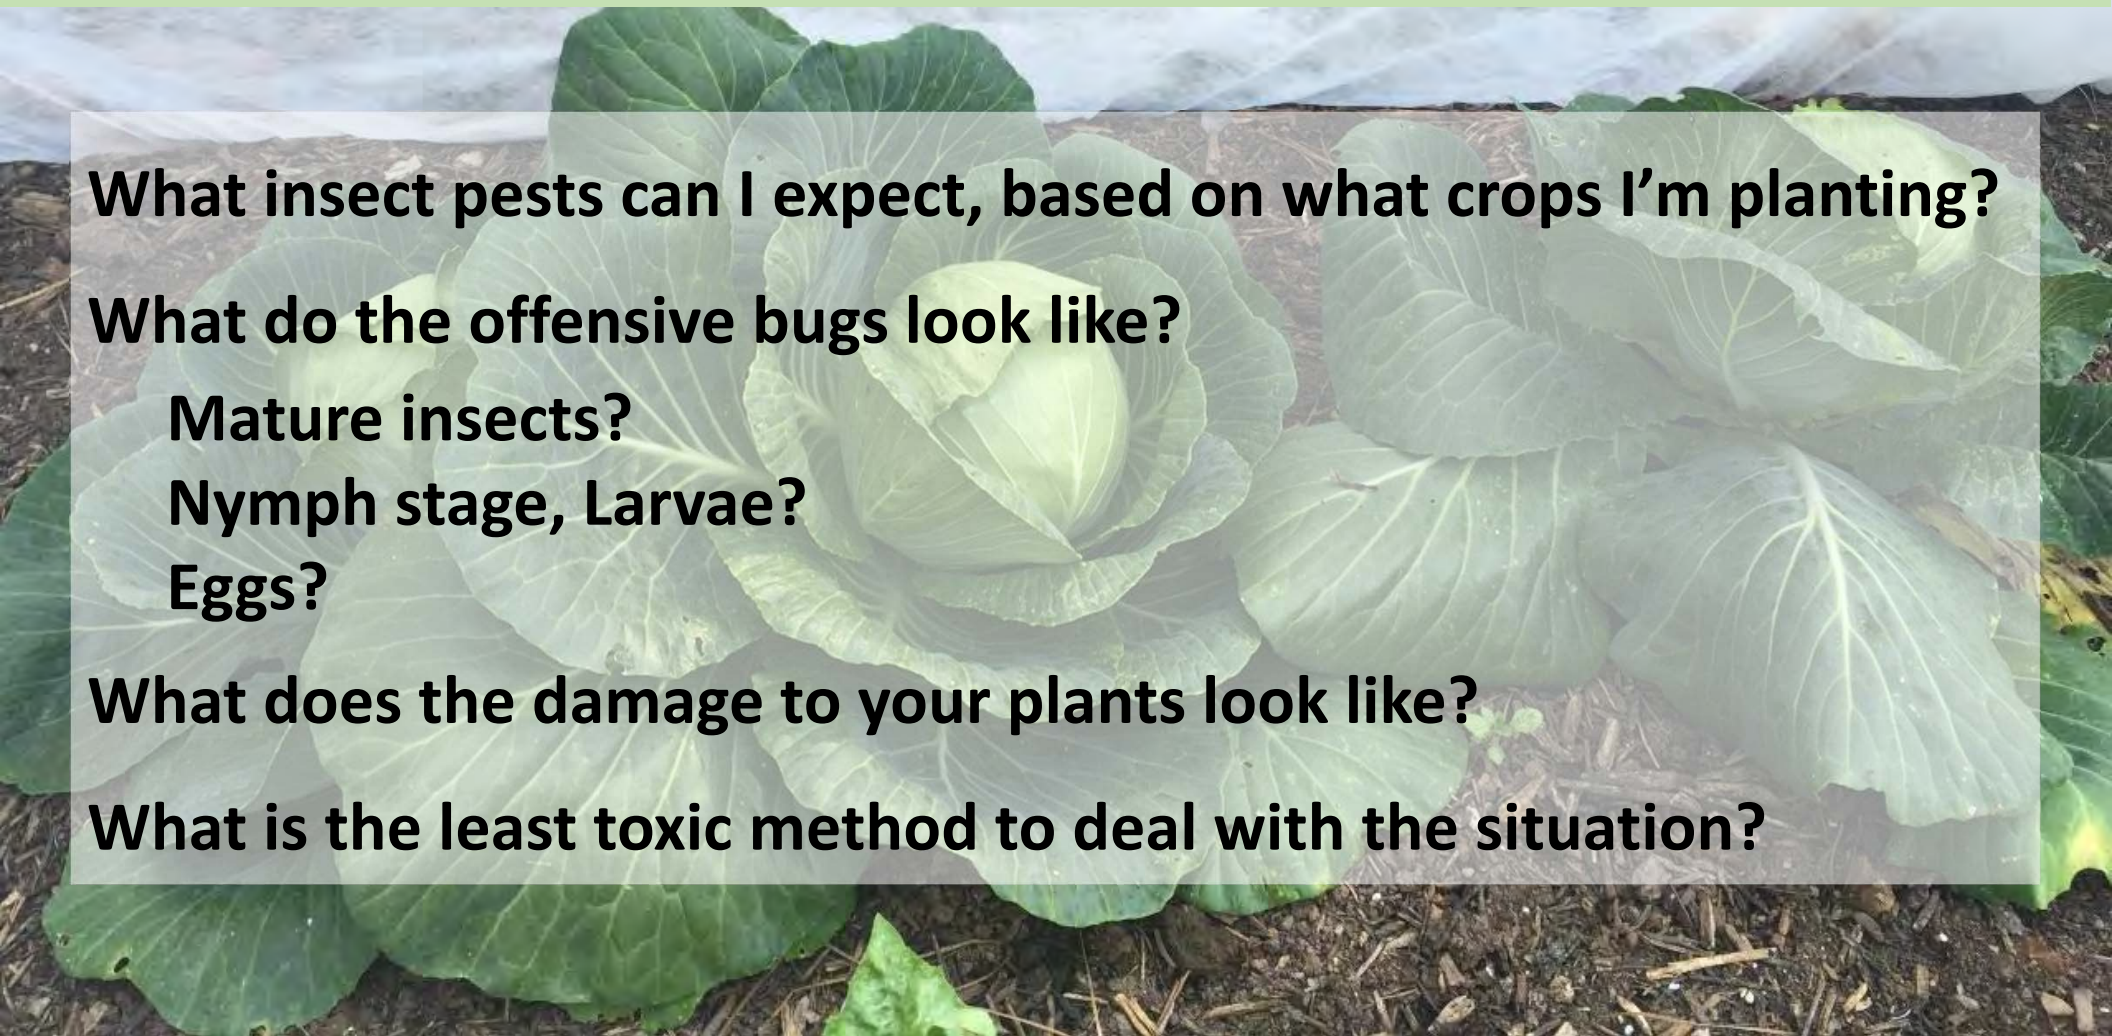 What insect pests can I expect, based on what crops I’m planting?
What do the offensive bugs look like?
Mature insects?
Nymph stage, Larvae?
Eggs?
What does the damage to your plants look like?
What is the least toxic method to deal with the situation?